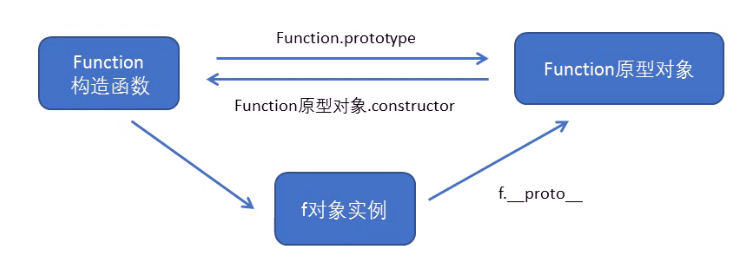 Function.prototype
Function
构造函数
Function原型对象
Function原型对象.constructor
f对象实例
f.__proto__